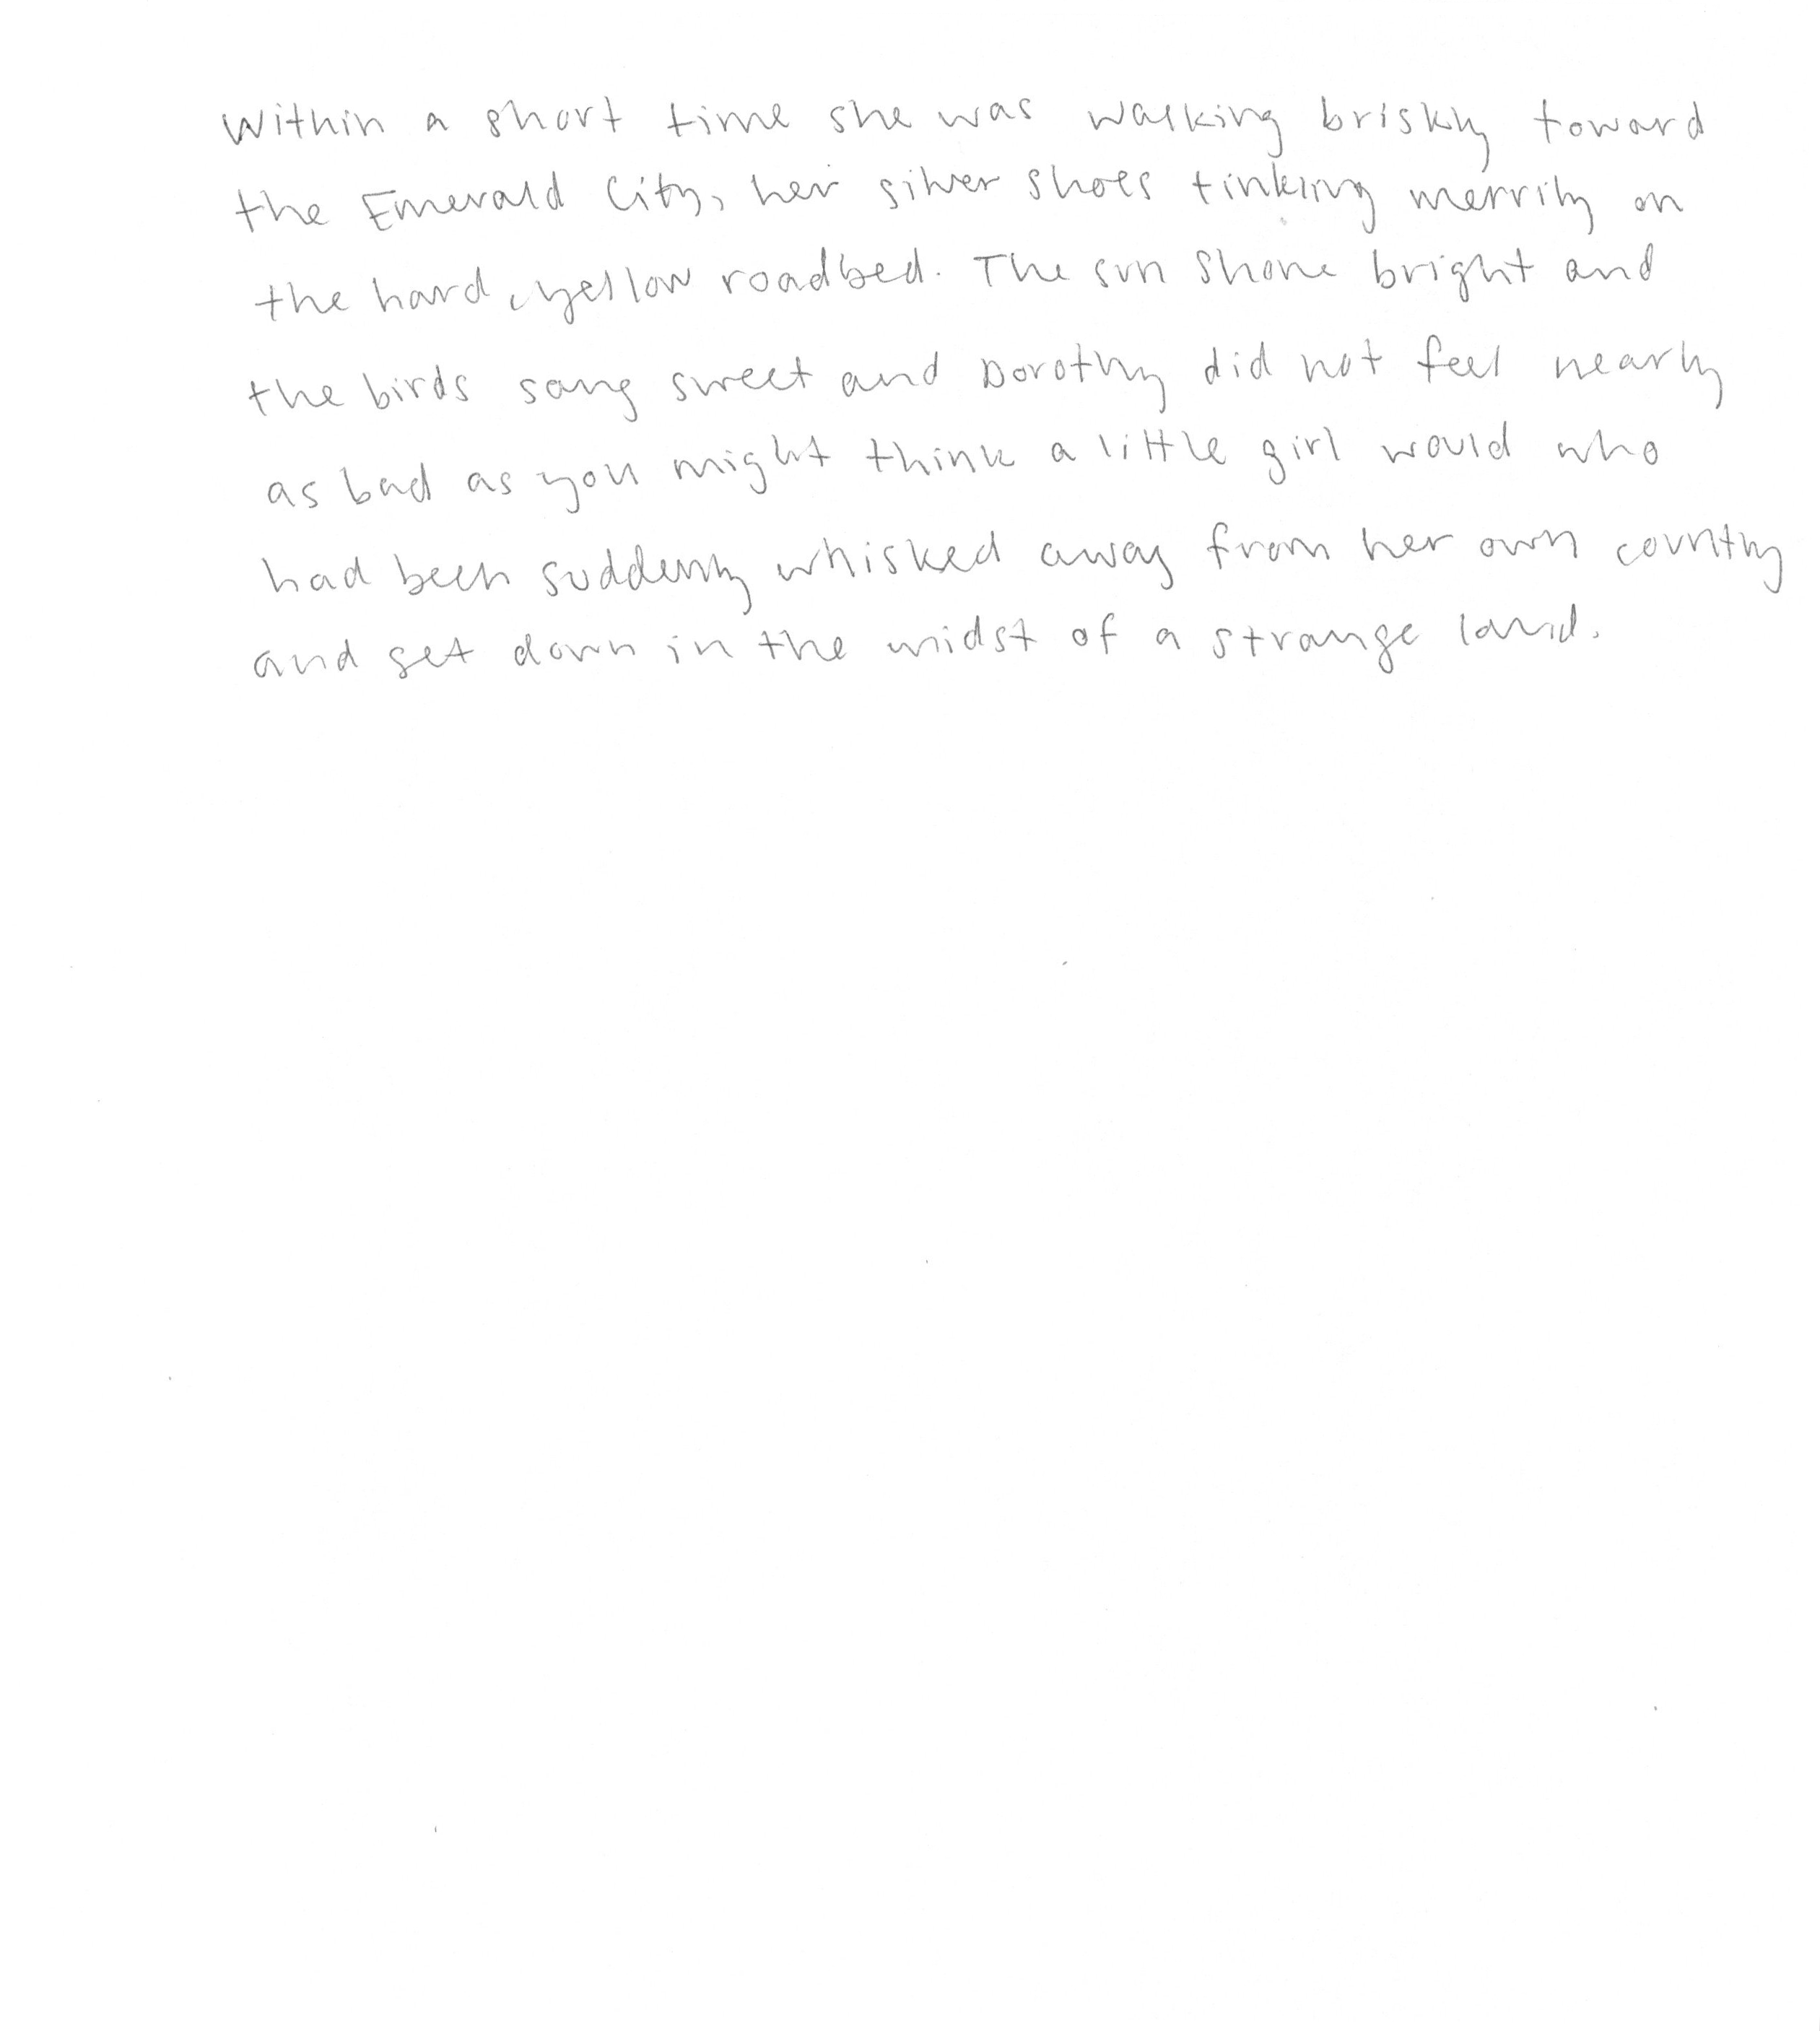 Within a short time she was walking briskly toward
the Emerald City, her silver shoes tinkling merrily on
the hard, yellow roadbed. The sun shone bright and
the birds sang sweet and Dorothy did not feel nearly
as bad as you might think a little girl would who
had been suddenly whisked away from her own country
and set down in the midst of a strange land.